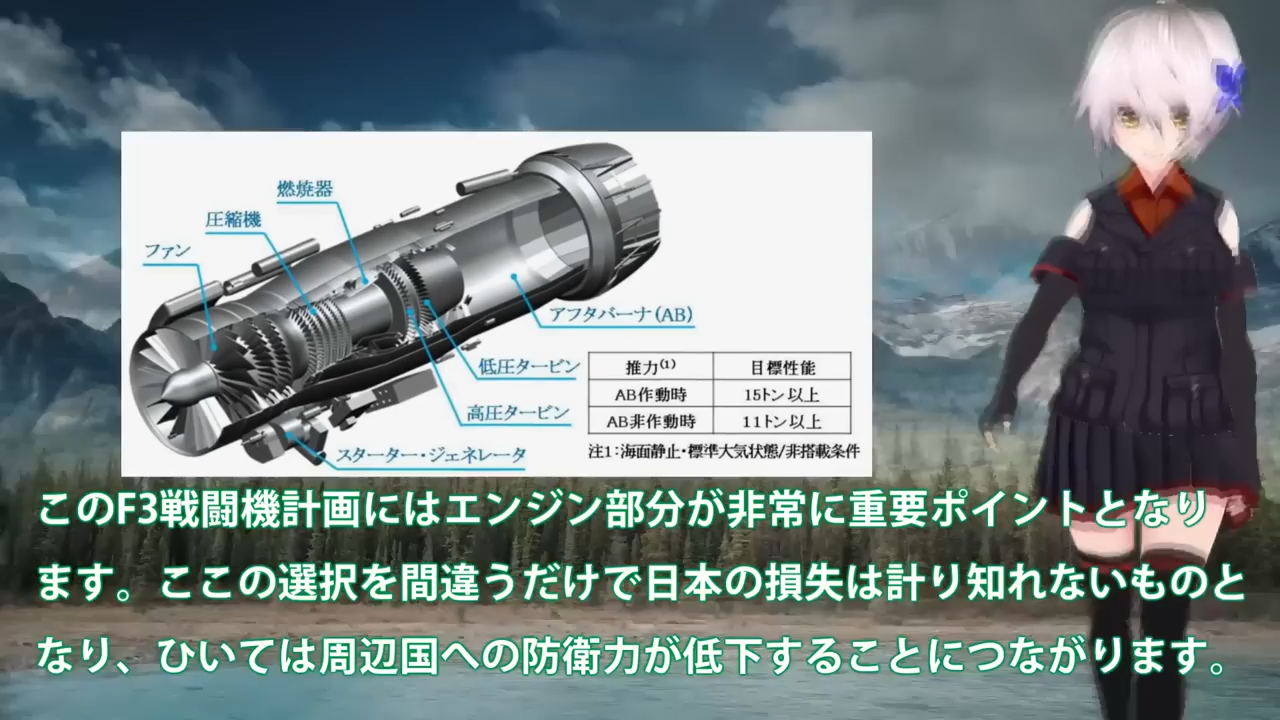 燃焼器
圧縮機
ファン
アフタバーナ(AB)
低圧タービン
高圧タービン
スターター・ジェネレータ
推力(1) 目標性能
AB作動時 15トン以上
AB非作動時 11トン以上
注1:海面静止・標準大気状態/非搭載条件
このF3戦闘機計画にはエンジン部分が非常に重要ポイントとなり
ます。ここの選択を間違うだけで日本の損失は計り知れないものと
なり、ひいては周辺国への防衛力が低下することにつながります。